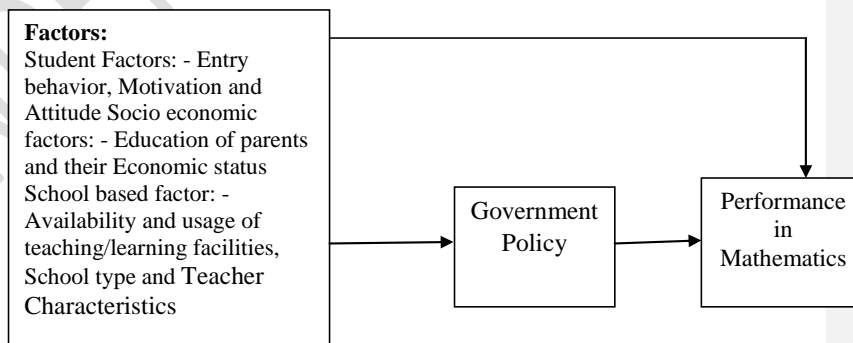 Factors:
Student Factors: - Entry
behavior, Motivation and
Attitude Socio economic
factors: - Education of parents
and their Economic status
School based factor: -
Availability and usage of
teaching/learning facilities,
School type and Teacher
Characteristics
Government
Policy
Performance
in
Mathematics